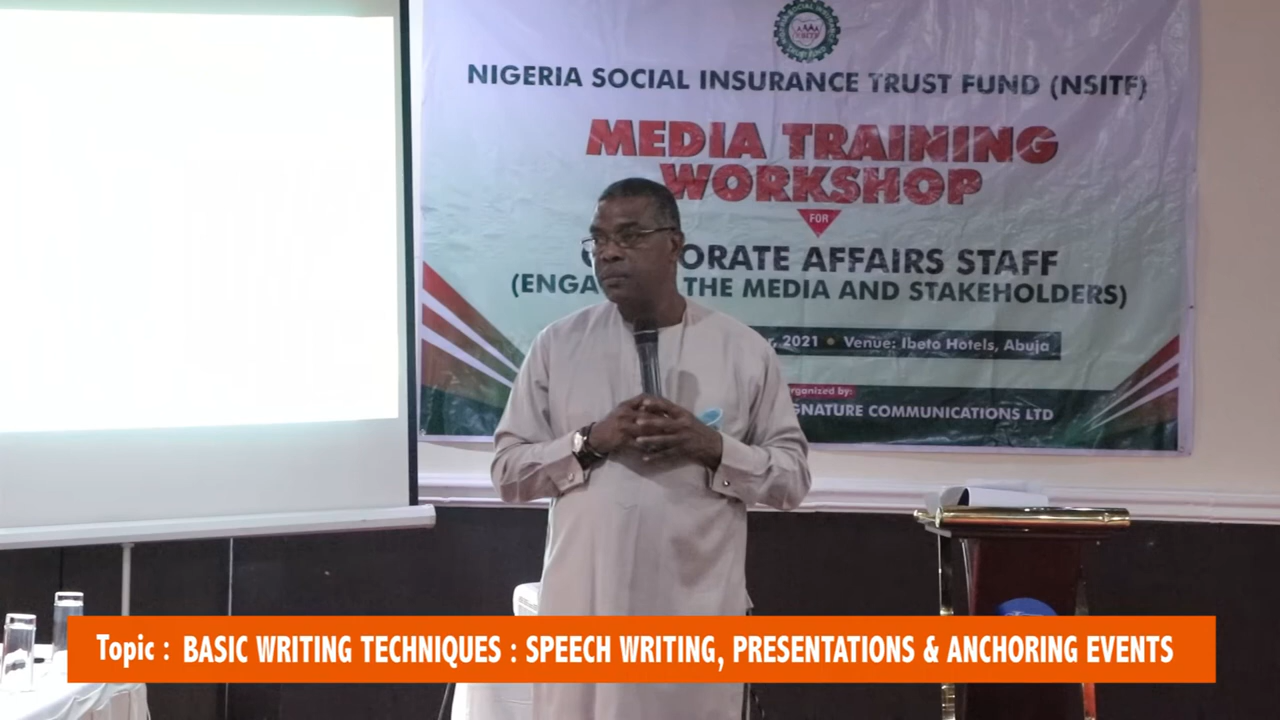 NIGERIA SOCIAL INSURANCE TRUST FUND (NSITF)
MEDIA TRAINING
WORKSHOP
FOR
ORATE AFFAIRS STAFF
(ENGA THE MEDIA AND STAKEHOLDERS)
, 2021 • Venue: Ibeto Hotels, Abuja
rganized by:
GNATURE COMMUNICATIONS LTD
Topic : BASIC WRITING TECHNIQUES : SPEECH WRITING, PRESENTATIONS & ANCHORING EVENTS